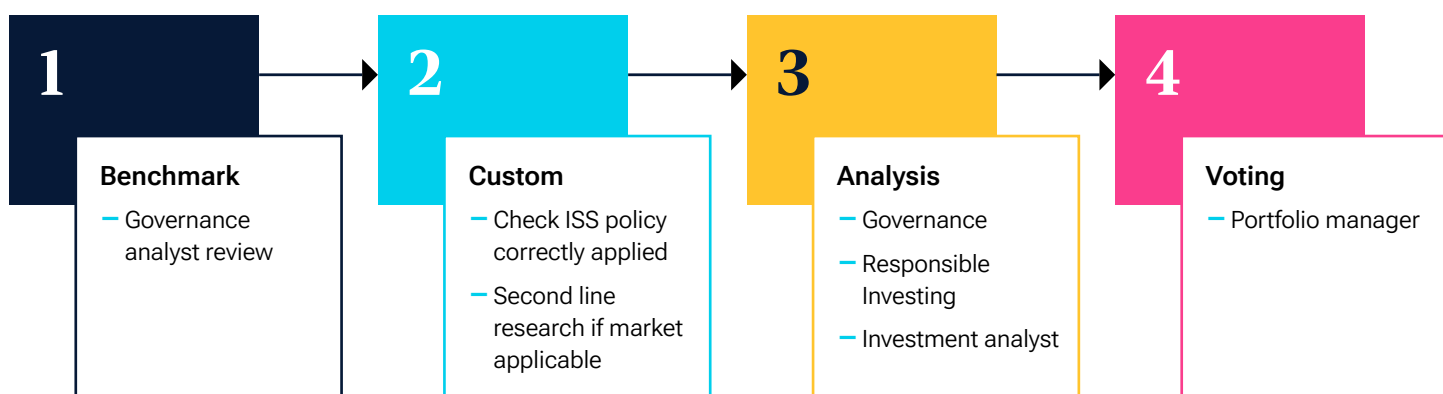 1
Benchmark
– Governance
analyst review
2
Custom
– Check ISS policy
correctly applied
– Second line
research if market
applicable
3
Analysis
– Governance
– Responsible
Investing
– Investment analyst
4
Voting
– Portfolio manager